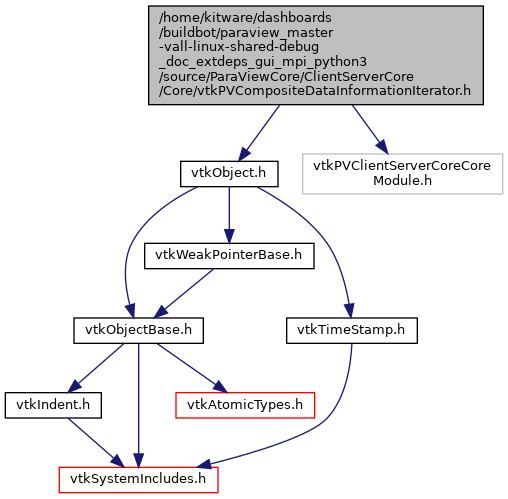 /home/kitware/dashboards
/buildbot/paraview_master
-vall-linux-shared-debug
_doc_extdeps_gui_mpi_python3
/source/ParaViewCore/ClientServerCore
/Core/vtkPVCompositeDataInformationIterator.h
vtkObject.h
vtkPVClientServerCoreCore
Module.h
vtkWeakPointerBase.h
vtkObjectBase.h
vtkTimeStamp.h
vtkIndent.h
vtkAtomicTypes.h
vtkSystemIncludes.h